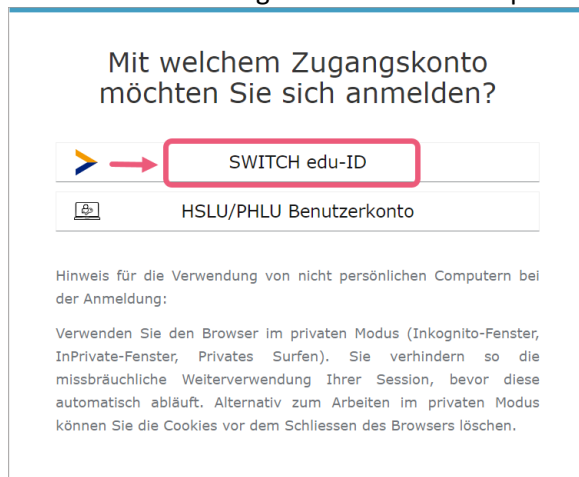 Mit welchem Zugangskonto
möchten Sie sich anmelden?
SWITCH edu-ID
HSLU/PHLU Benutzerkonto
Hinweis für die Verwendung von nicht persönlichen Computern bei
der Anmeldung:
Verwenden Sie den Browser im privaten Modus (Inkognito-Fenster,
InPrivate-Fenster, Privates Surfen). Sie verhindern so die
missbräuchliche Weiterverwendung Ihrer Session, bevor diese
automatisch abläuft. Alternativ zum Arbeiten im privaten Modus
können Sie die Cookies vor dem Schliessen des Browsers löschen.